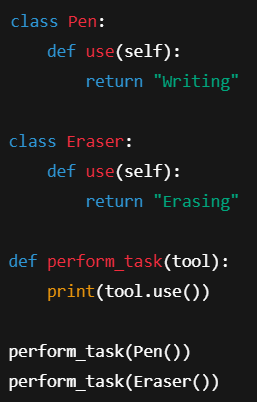 class Pen:
    def use(self):
        return "Writing"

class Eraser:
    def use(self):
        return "Erasing"

def perform_task(tool):
    print(tool.use())

perform_task(Pen())
perform_task(Eraser())